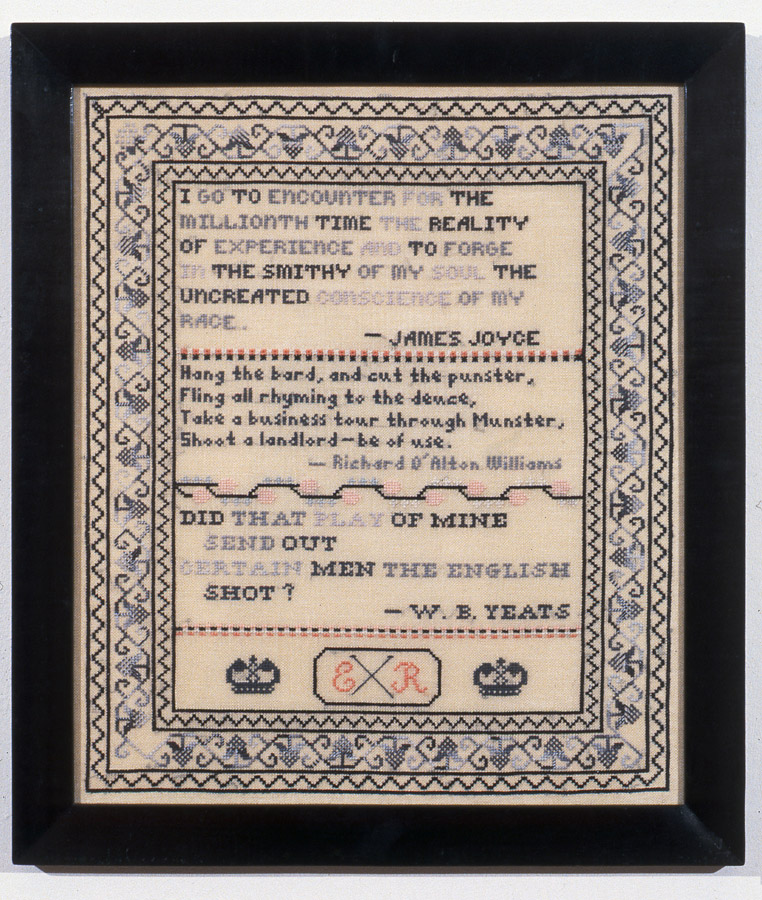 I GO TO ENCOUNTER FOR THE
MILLIONTH TIME THE REALITY
OF EXPERIENCE AND TO FORGE
IN THE SMITHY OF MY SOUL THE
UNCREATED CONSCIENCE OF MY
RACE.
— JAMES JOYCE
Hang the bard, and cut the punster,
Fling all rhyming to the deuce,
Take a business tour through Munster,
Shoot a landlord—be of use.
— Richard D'Alton Williams
DID THAT PLAY OF MINE
SEND OUT
CERTAIN MEN THE ENGLISH
SHOT?
— W. B. YEATS
E R